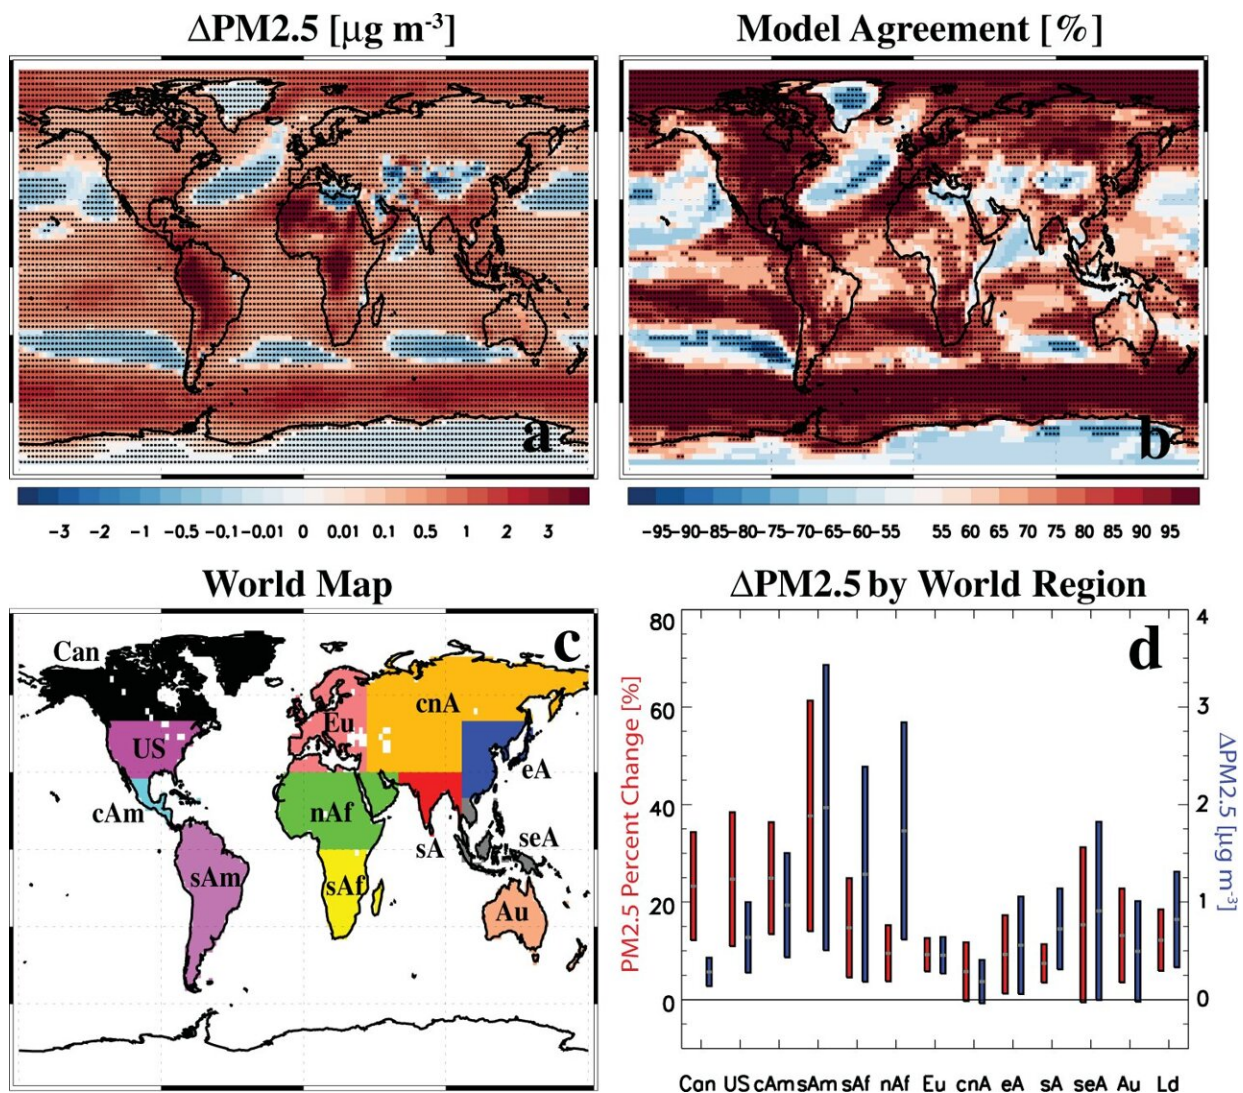 ΔPM2.5 [μg m-3]
Model Agreement [%]
a
b
-3 -2 -1 -0.5 -0.1 -0.01 0 0.01 0.1 0.5 1 2 3
-95-90-85-80-75-70-65-60-55 55 60 65 70 75 80 85 90 95
World Map
ΔPM2.5 by World Region
c
Can
US
cAm
sAm
Eu
cnA
eA
nAf
sA
seA
sAf
Au
d
PM2.5 Percent Change [%]
80
60
40
20
0
4
3
2
1
0
ΔPM2.5 [μg m-3]
Can US cAm sAm sAf nAf Eu cnA eA sA seA Au Ld